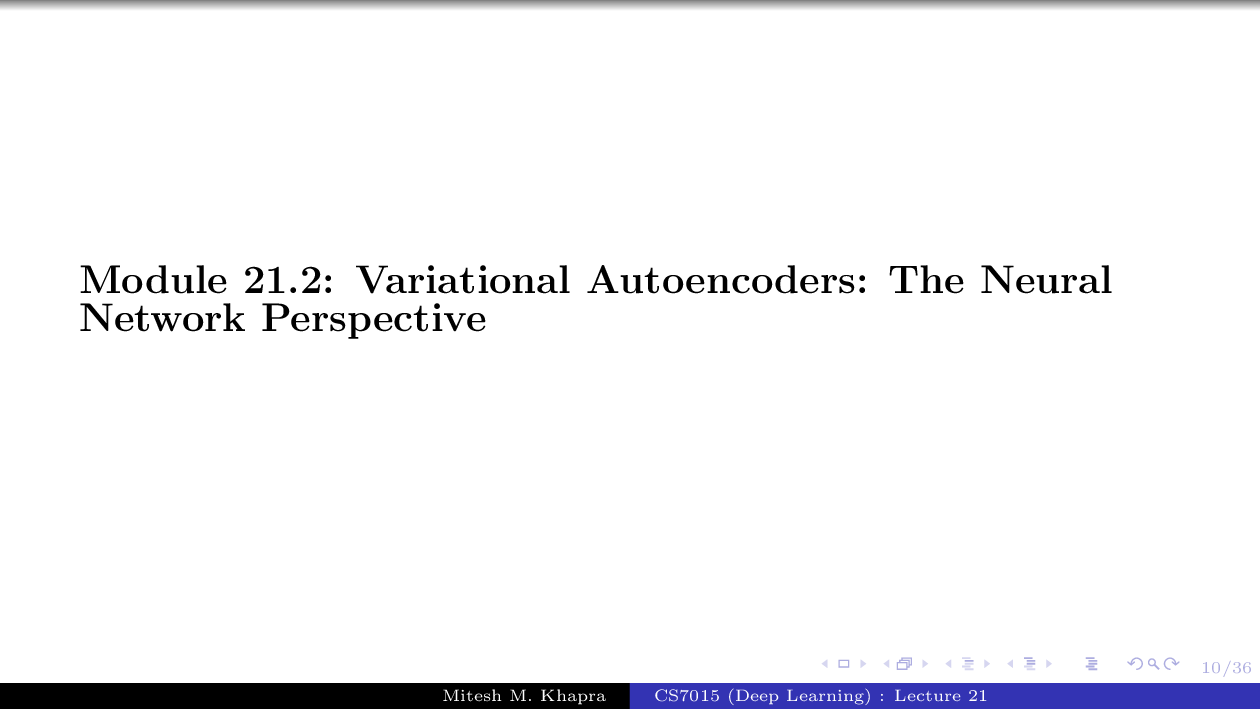 Module 21.2: Variational Autoencoders: The Neural
Network Perspective
10/36
Mitesh M. Khapra
CS7015 (Deep Learning) : Lecture 21